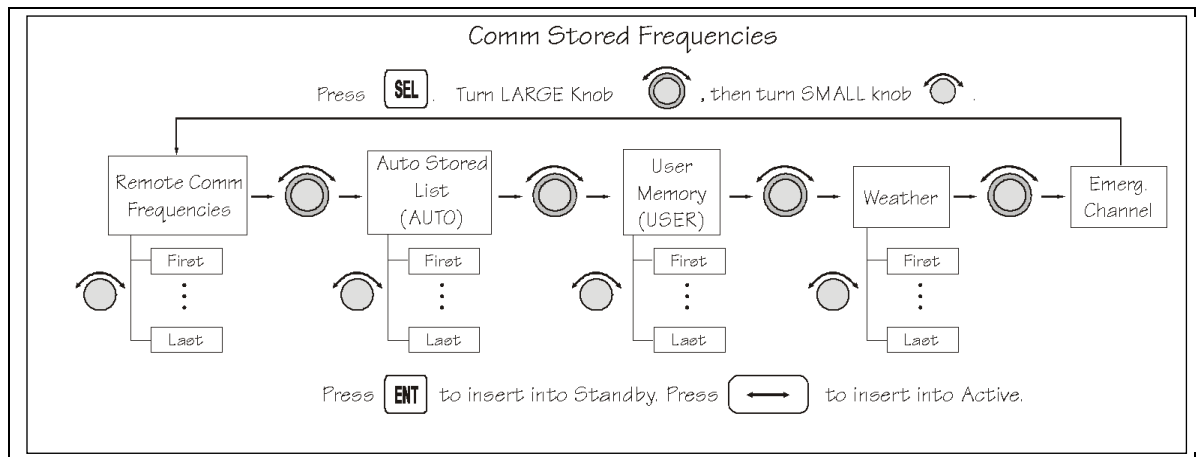 Comm Stored Frequencies
Press SEL. Turn LARGE Knob , then turn SMALL knob .
Remote Comm
Frequencies
Auto Stored
List
(AUTO)
User
Memory
(USER)
Weather
Emerg.
Channel
First
First
First
First
Last
Last
Last
Last
Press ENT to insert into Standby. Press to insert into Active.